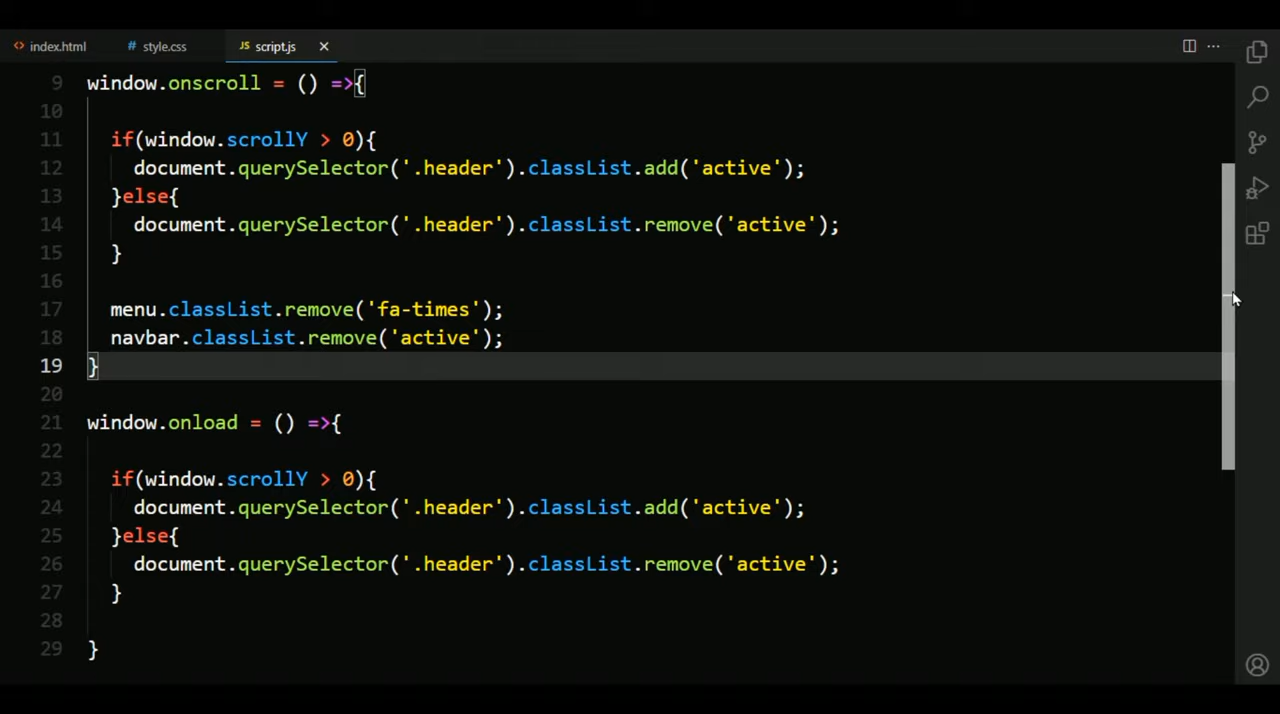 index.html # style.css JS script.js ×
9 window.onscroll = () =>{
10
11 if(window.scrollY > 0){
12 document.querySelector('.header').classList.add('active');
13 }else{
14 document.querySelector('.header').classList.remove('active');
15 }
16
17 menu.classList.remove('fa-times');
18 navbar.classList.remove('active');
19 }
20
21 window.onload = () =>{
22
23 if(window.scrollY > 0){
24 document.querySelector('.header').classList.add('active');
25 }else{
26 document.querySelector('.header').classList.remove('active');
27 }
28
29 }